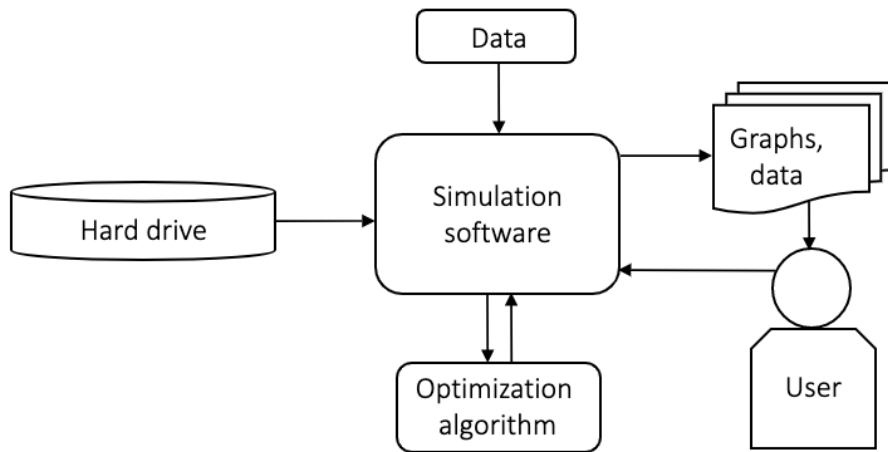 Data
Graphs,
data
Simulation
software
Hard drive
Optimization
algorithm
User